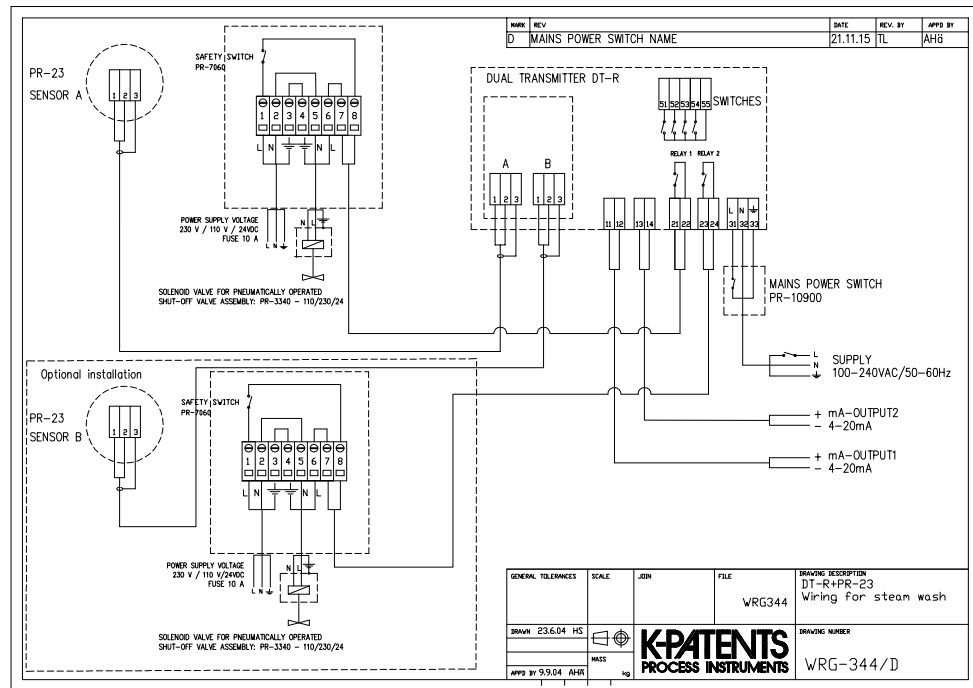 MARK REV DATE REV. BY APPD BY
D MAINS POWER SWITCH NAME 21.11.15 TL AHä
PR-23
SENSOR A
1 2 3
SAFETY SWITCH
PR-7060
1 2 3 4 5 6 7 8
L N N L
POWER SUPPLY VOLTAGE
230 V / 110 V / 24VDC
FUSE 10 A
L N
N L
SOLENOID VALVE FOR PNEUMATICALLY OPERATED
SHUT-OFF VALVE ASSEMBLY: PR-3340 - 110/230/24
DUAL TRANSMITTER DT-R
A B
1 2 3 1 2 3
51 52 53 54 55
SWITCHES
RELAY 1 RELAY 2
L N
11 12 13 14 21 22 23 24 31 32 33
MAINS POWER SWITCH
PR-10900
L
N
SUPPLY
100-240VAC/50-60Hz
+ mA-OUTPUT2
- 4-20mA
+ mA-OUTPUT1
- 4-20mA
Optional installation
PR-23
SENSOR B
1 2 3
SAFETY SWITCH
PR-7060
1 2 3 4 5 6 7 8
L N N L
POWER SUPPLY VOLTAGE
230 V / 110 V/24VDC
FUSE 10 A
L N
N L
SOLENOID VALVE FOR PNEUMATICALLY OPERATED
SHUT-OFF VALVE ASSEMBLY: PR-3340 - 110/230/24
GENERAL TOLERANCES SCALE JOIN FILE
WRG344
DRAWING DESCRIPTION
DT-R+PR-23
Wiring for steam wash
DRAWN 23.6.04 HS
MASS
kg
APPD BY 9.9.04 AHÄ
K-PATENTS
PROCESS INSTRUMENTS
DRAWING NUMBER
WRG-344/D